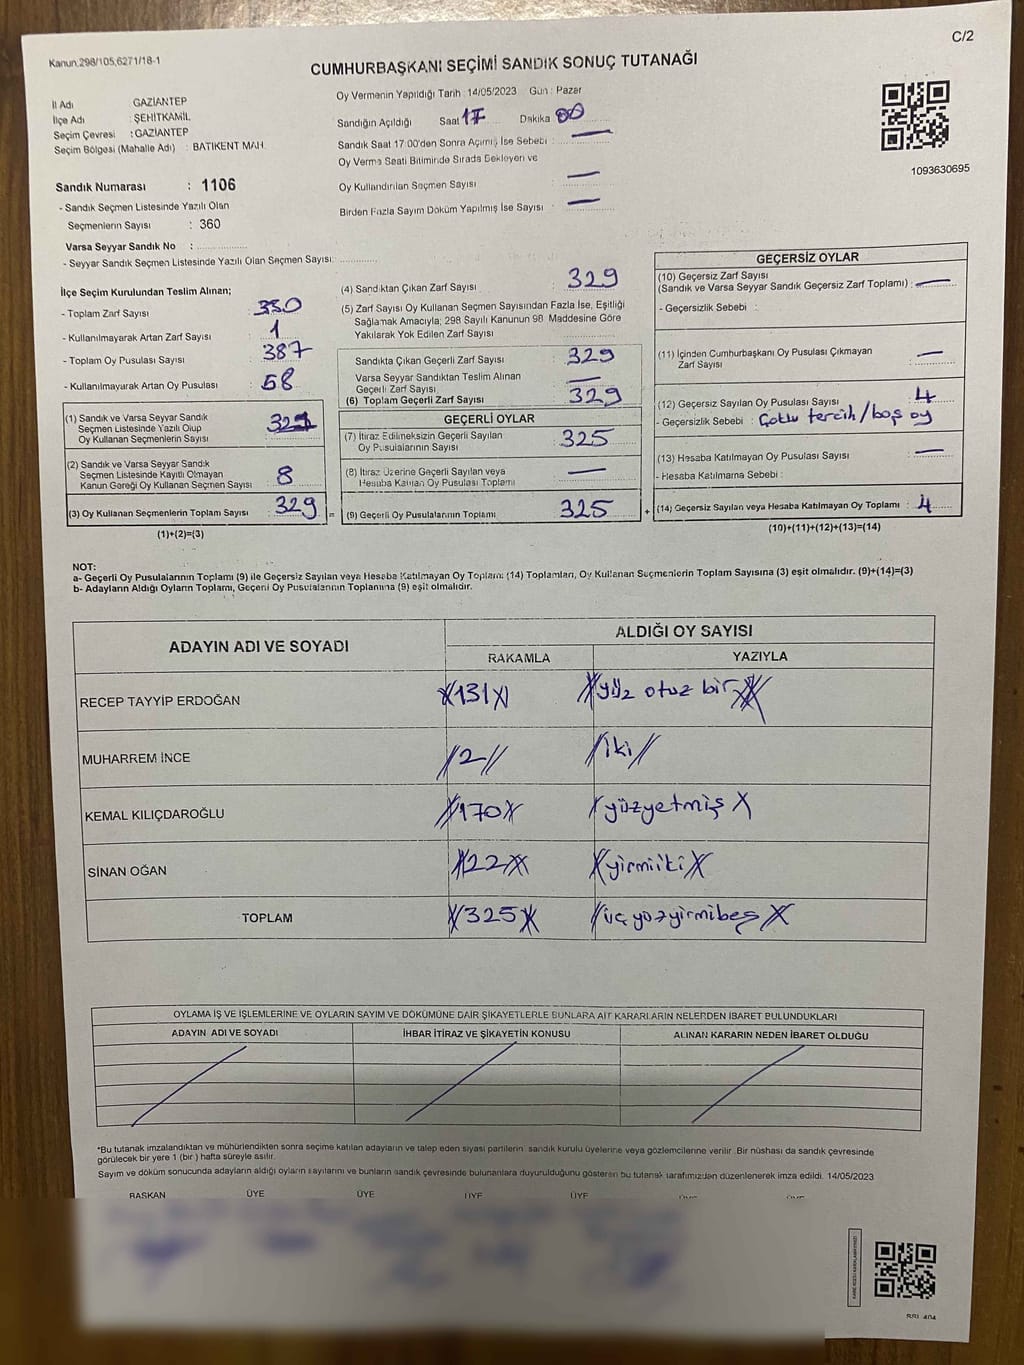 C/2
Kanun.298/105,6271/18-1
CUMHURBAŞKANI SEÇİMİ SANDIK SONUÇ TUTANAĞI
İl Adı GAZİANTEP
İlçe Adı : ŞEHİTKAMİL
Seçim Çevresi : GAZİANTEP
Seçim Bölgesi (Mahalle Adı) : BATIKENT MAH.
Sandık Numarası : 1106
- Sandık Seçmen Listesinde Yazılı Olan
Seçmenlerin Sayısı : 360
Varsa Seyyar Sandık No :
- Seyyar Sandık Seçmen Listesinde Yazılı Olan Seçmen Sayısı:
Oy Vermenin Yapıldığı Tarih : 14/05/2023 Gün : Pazar
Sandığın Açıldığı Saat 17 Dakika 00
Sandık Saat 17:00'den Sonra Açılmış İse Sebebi : —
Oy Verme Saati Bitiminde Sırada Bekleyen ve
Oy Kullandırılan Seçmen Sayısı : —
Birden Fazla Sayım Döküm Yapılmış İse Sayısı : —
1093630695
İlçe Seçim Kurulundan Teslim Alınan;
- Toplam Zarf Sayısı : 330
- Kullanılmayarak Artan Zarf Sayısı : 1
- Toplam Oy Pusulası Sayısı : 387
- Kullanılmayarak Artan Oy Pusulası : 58
(1) Sandık ve Varsa Seyyar Sandık
Seçmen Listesinde Yazılı Olup
Oy Kullanan Seçmenlerin Sayısı
(2) Sandık ve Varsa Seyyar Sandık
Seçmen Listesinde Kayıtlı Olmayan
Kanun Gereği Oy Kullanan Seçmen Sayısı : 8
(3) Oy Kullanan Seçmenlerin Toplam Sayısı : 329
(1)+(2)=(3)
(4) Sandıktan Çıkan Zarf Sayısı : 329
(5) Zarf Sayısı Oy Kullanan Seçmen Sayısından Fazla İse, Eşitliği
Sağlamak Amacıyla; 298 Sayılı Kanunun 98. Maddesine Göre
Yakılarak Yok Edilen Zarf Sayısı
Sandıkta Çıkan Geçerli Zarf Sayısı : 329
Varsa Seyyar Sandıktan Teslim Alınan
Geçerli Zarf Sayısı : —
(6) Toplam Geçerli Zarf Sayısı : 329
GEÇERLİ OYLAR
(7) İtiraz Edilmeksizin Geçerli Sayılan
Oy Pusulalarının Sayısı : 325
(8) İtiraz Üzerine Geçerli Sayılan veya
Hesaba Katılan Oy Pusulası Toplamı : —
= (9) Geçerli Oy Pusulalarının Toplamı : 325
GEÇERSİZ OYLAR
(10) Geçersiz Zarf Sayısı
(Sandık ve Varsa Seyyar Sandık Geçersiz Zarf Toplamı) : —
- Geçersizlik Sebebi :
(11) İçinden Cumhurbaşkanı Oy Pusulası Çıkmayan
Zarf Sayısı : —
(12) Geçersiz Sayılan Oy Pusulası Sayısı : 4
- Geçersizlik Sebebi : Çoklu tercih/boş oy
(13) Hesaba Katılmayan Oy Pusulası Sayısı : —
- Hesaba Katılmama Sebebi :
+ (14) Geçersiz Sayılan veya Hesaba Katılmayan Oy Toplamı : 4
(10)+(11)+(12)+(13)=(14)
NOT:
a- Geçerli Oy Pusulalarının Toplamı (9) ile Geçersiz Sayılan veya Hesaba Katılmayan Oy Toplamı (14) Toplamları, Oy Kullanan Seçmenlerin Toplam Sayısına (3) eşit olmalıdır. (9)+(14)=(3)
b- Adayların Aldığı Oyların Toplamı, Geçerli Oy Pusulalarının Toplamına (9) eşit olmalıdır.
ADAYIN ADI VE SOYADI ALDIĞI OY SAYISI
RAKAMLA YAZIYLA
RECEP TAYYİP ERDOĞAN 131 yüz otuz bir
MUHARREM İNCE 2 iki
KEMAL KILIÇDAROĞLU 170 yüzyetmiş
SİNAN OĞAN 22 yirmiiki
TOPLAM 325 üçyüzyirmibeş
OYLAMA İŞ VE İŞLEMLERİNE VE OYLARIN SAYIM VE DÖKÜMÜNE DAİR ŞİKAYETLERLE BUNLARA AİT KARARLARIN NELERDEN İBARET BULUNDUKLARI
ADAYIN ADI VE SOYADI İHBAR İTİRAZ VE ŞİKAYETİN KONUSU ALINAN KARARIN NEDEN İBARET OLDUĞU
*Bu tutanak imzalandıktan ve mühürlendikten sonra seçime katılan adayların ve talep eden siyasi partilerin sandık kurulu üyelerine veya gözlemcilerine verilir. Bir nüshası da sandık çevresinde
görülecek bir yere 1 (bir) hafta süreyle asılır.
Sayım ve döküm sonucunda adayların aldığı oyların sayılarını ve bunların sandık çevresinde bulunanlara duyurulduğunu gösteren bu tutanak tarafımızdan düzenlenerek imza edildi. 14/05/2023
BAŞKAN ÜYE ÜYE ÜYE ÜYE